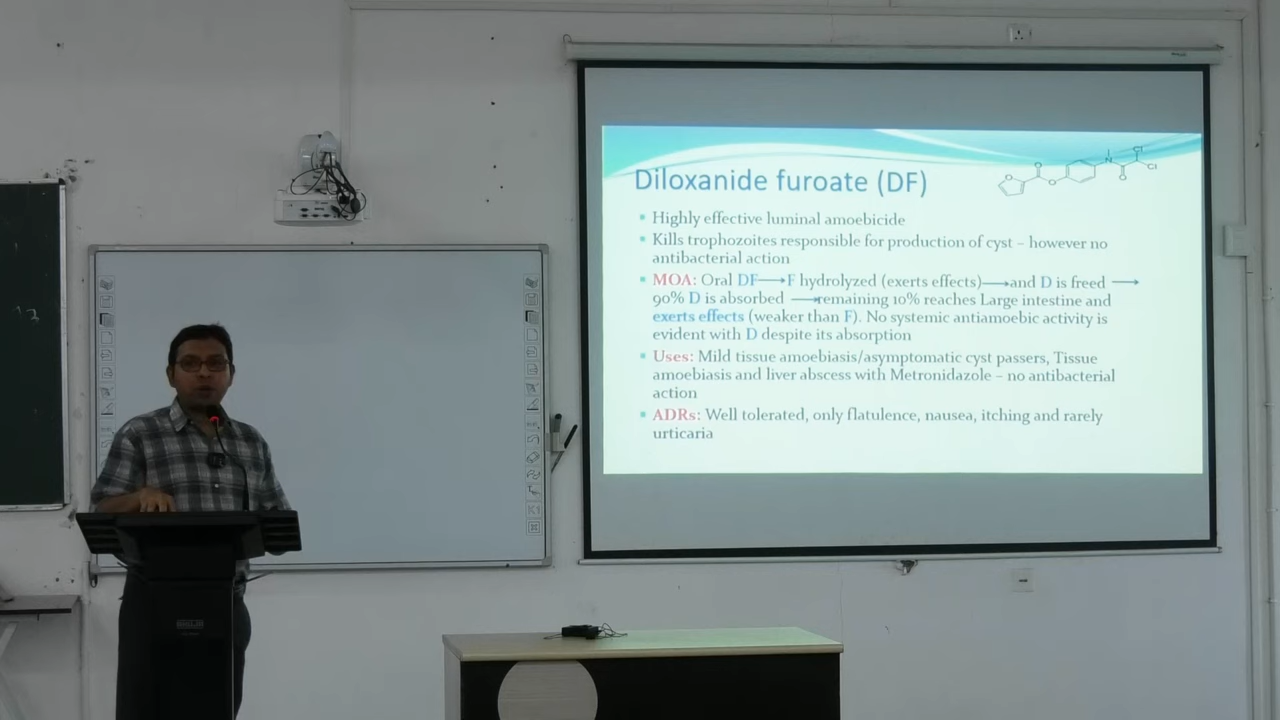 Diloxanide furoate (DF)
Highly effective luminal amoebicide
Kills trophozoites responsible for production of cyst – however no
antibacterial action
MOA: Oral DF⟶F hydrolyzed (exerts effects)⟶and D is freed ⟶
90% D is absorbed ⟶remaining 10% reaches Large intestine and
exerts effects (weaker than F). No systemic antiamoebic activity is
evident with D despite its absorption
Uses: Mild tissue amoebiasis/asymptomatic cyst passers, Tissue
amoebiasis and liver abscess with Metronidazole – no antibacterial
action
ADRs: Well tolerated, only flatulence, nausea, itching and rarely
urticaria